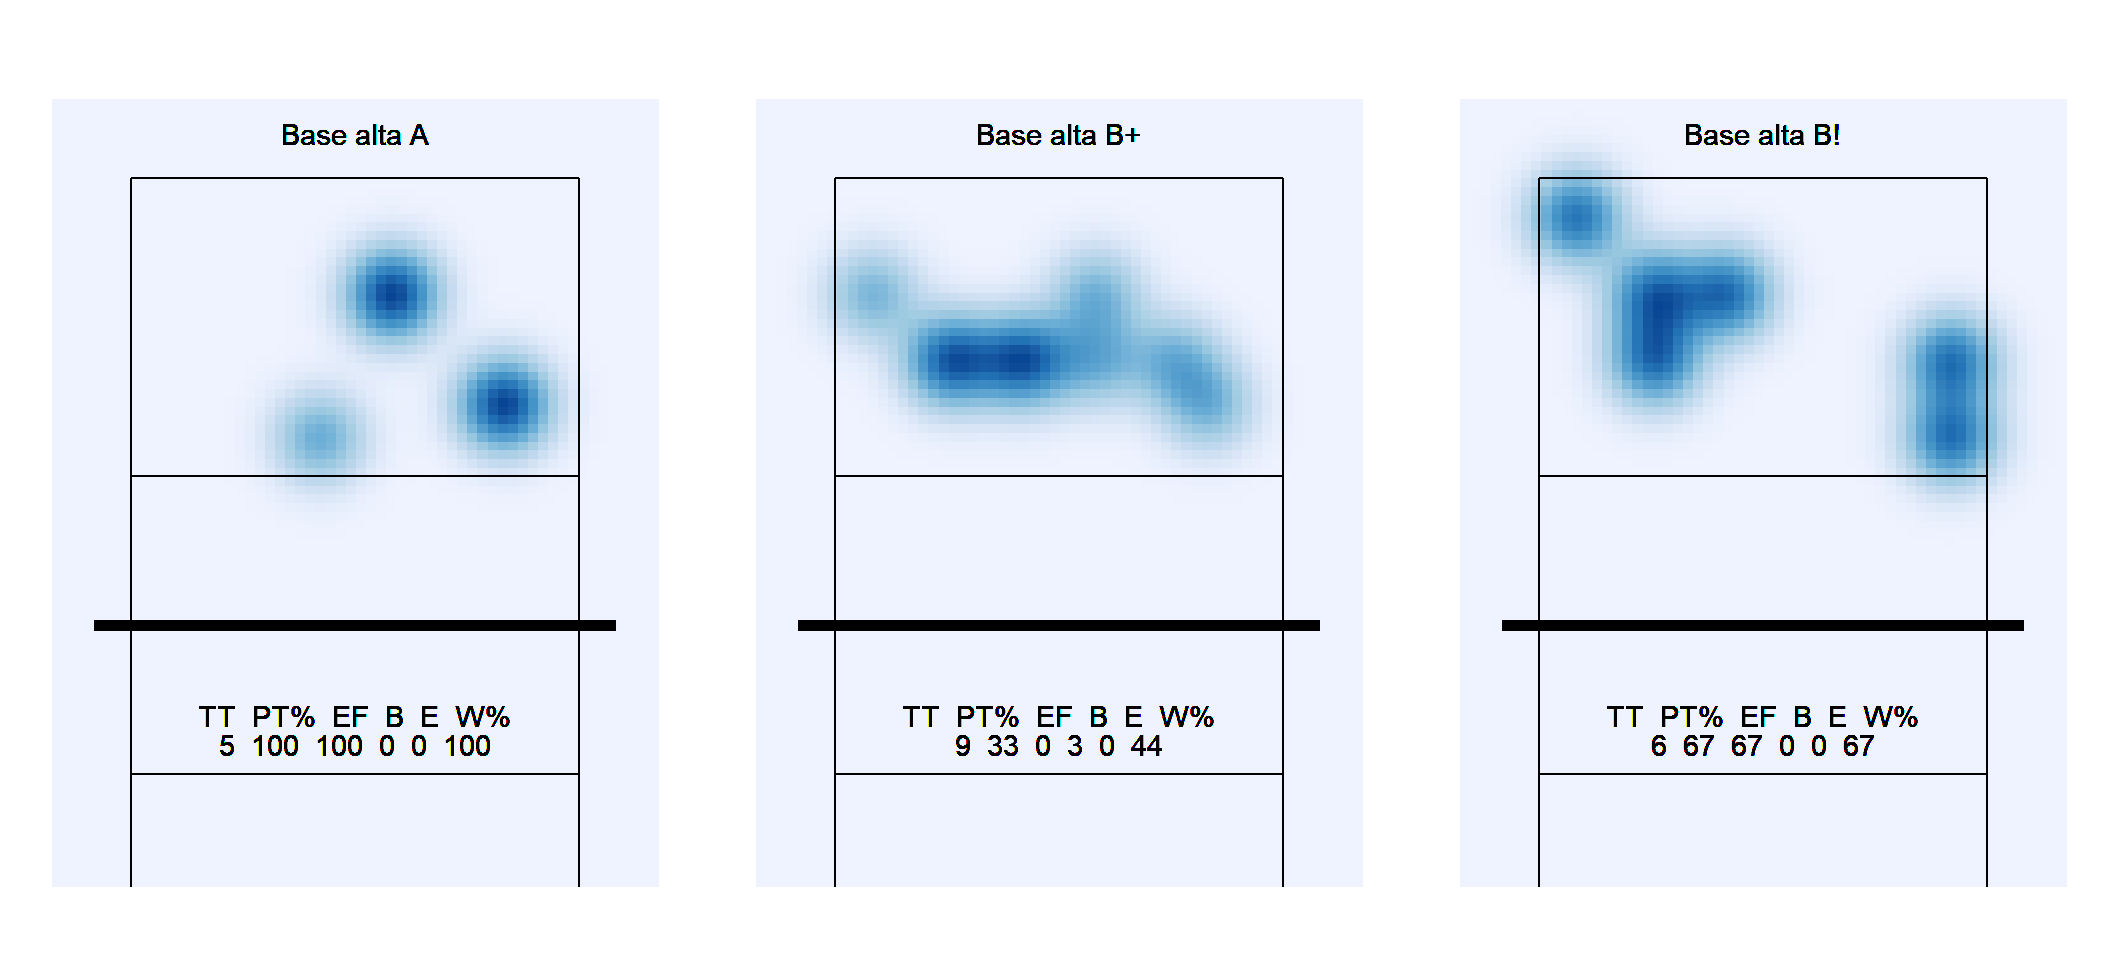 Base alta A
TT PT% EF B E W%
5 100 100 0 0 100
Base alta B+
TT PT% EF B E W%
9 33 0 3 0 44
Base alta B!
TT PT% EF B E W%
6 67 67 0 0 67